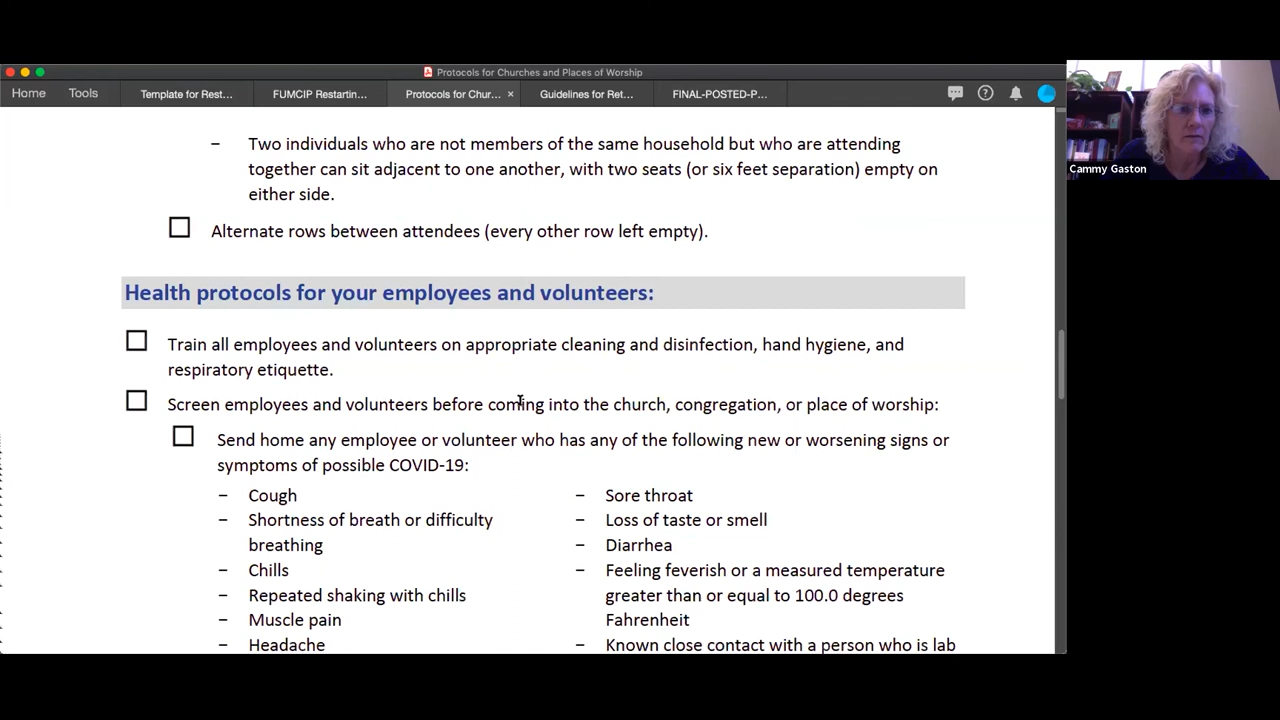 Protocols for Churches and Places of Worship
Home Tools Template for Rest... FUMCIP Restartin... Protocols for Chur... × Guidelines for Ret... FINAL-POSTED-P...
Cammy Gaston
– Two individuals who are not members of the same household but who are attending
together can sit adjacent to one another, with two seats (or six feet separation) empty on
either side.
Alternate rows between attendees (every other row left empty).
Health protocols for your employees and volunteers:
Train all employees and volunteers on appropriate cleaning and disinfection, hand hygiene, and
respiratory etiquette.
Screen employees and volunteers before coming into the church, congregation, or place of worship:
Send home any employee or volunteer who has any of the following new or worsening signs or
symptoms of possible COVID-19:
– Cough
– Shortness of breath or difficulty
breathing
– Chills
– Repeated shaking with chills
– Muscle pain
– Headache
– Sore throat
– Loss of taste or smell
– Diarrhea
– Feeling feverish or a measured temperature
greater than or equal to 100.0 degrees
Fahrenheit
– Known close contact with a person who is lab